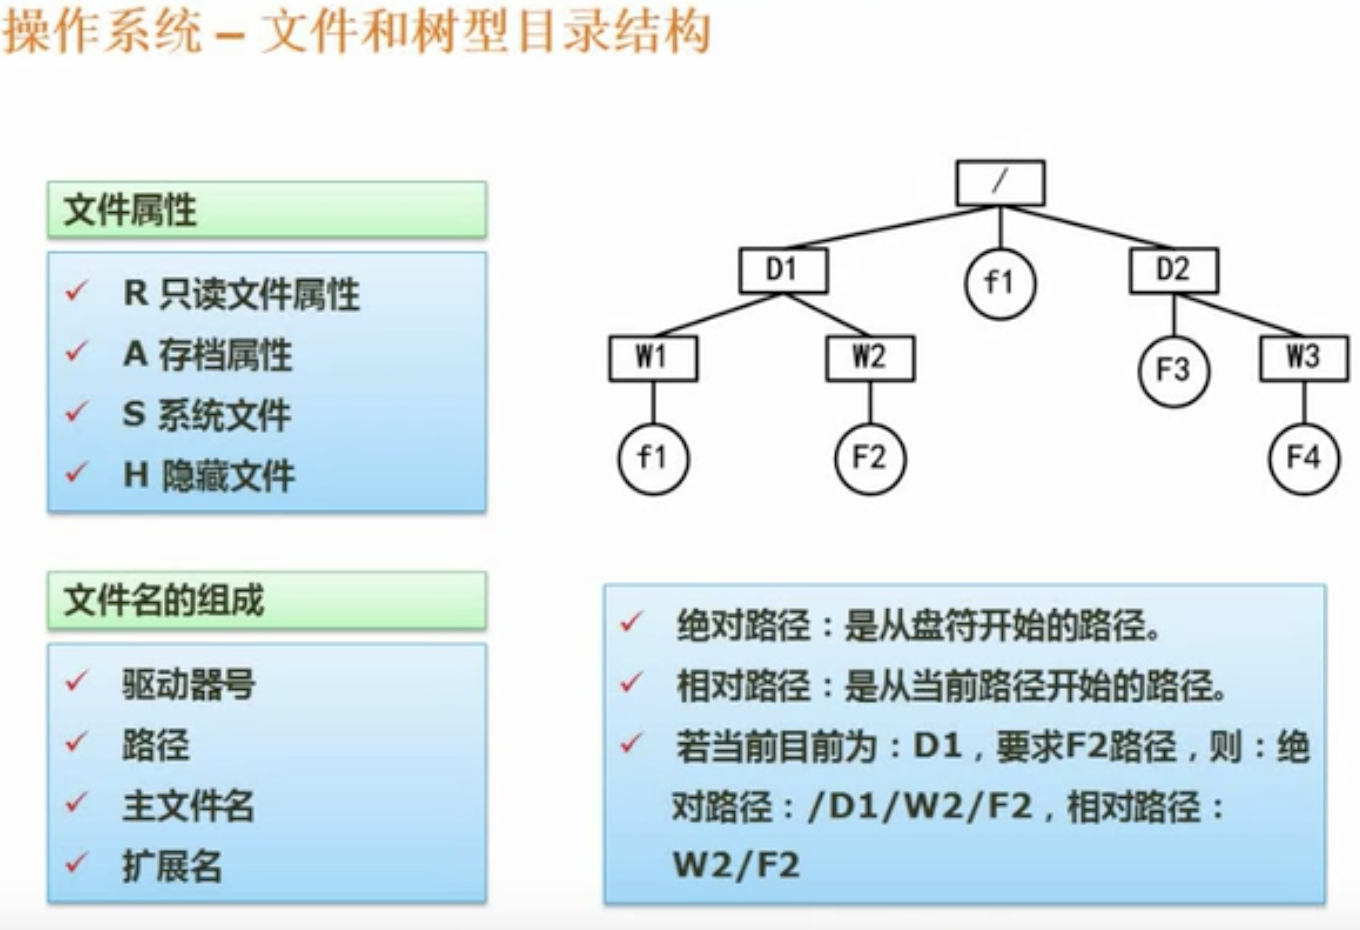 操作系统 – 文件和树型目录结构
文件属性
R 只读文件属性
A 存档属性
S 系统文件
H 隐藏文件
文件名的组成
驱动器号
路径
主文件名
扩展名
/
D1
f1
D2
W1
W2
F3
W3
f1
F2
F4
绝对路径：是从盘符开始的路径。
相对路径：是从当前路径开始的路径。
若当前目前为：D1，要求F2路径，则：绝
对路径：/D1/W2/F2，相对路径：
W2/F2